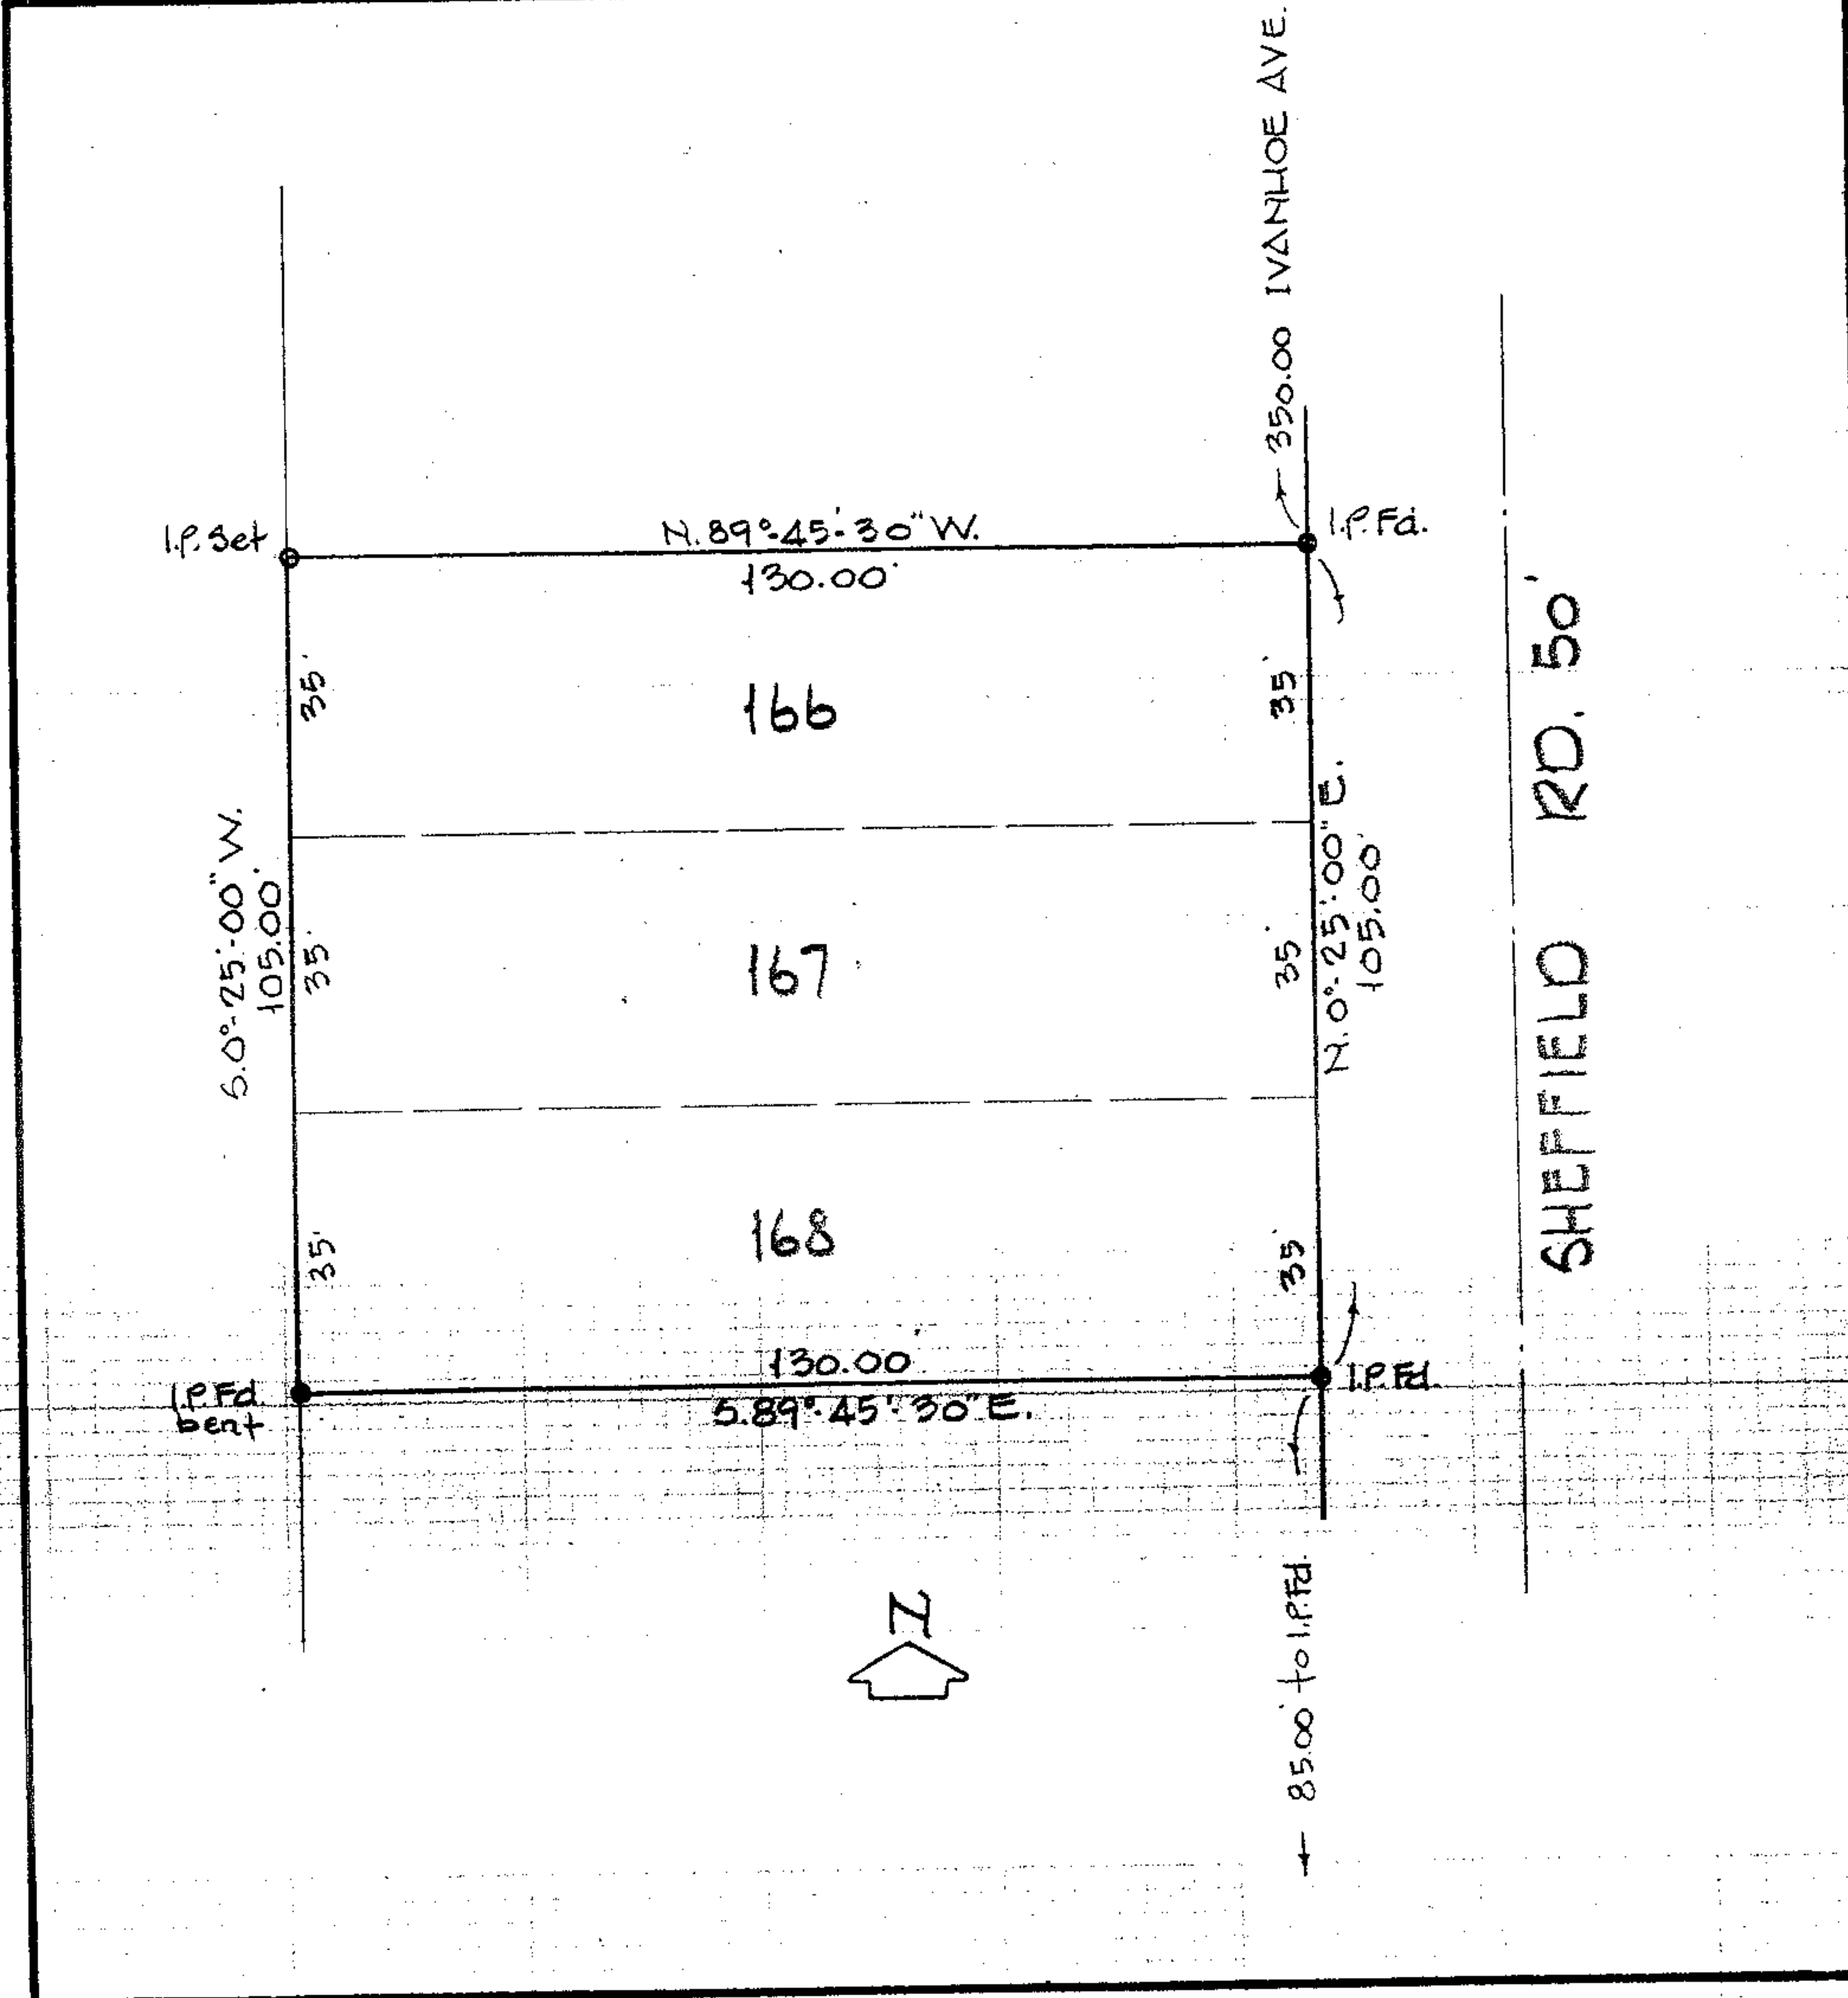 350.00 IVANHOE AVE.
I.P. Set
N. 89°-45'-30" W.
130.00'
I.P. Fd.
35'
166
35'
S. 0°-25'-00" W.
105.00'
35'
167
35'
N. 0°-25'-00" E.
105.00'
SHEFFIELD RD. 50'
35'
168
35'
130.00'
S. 89°-45'-30" E.
I.P. Fd
bent
I.P. Fd.
N
85.00' to I.P. Fd.